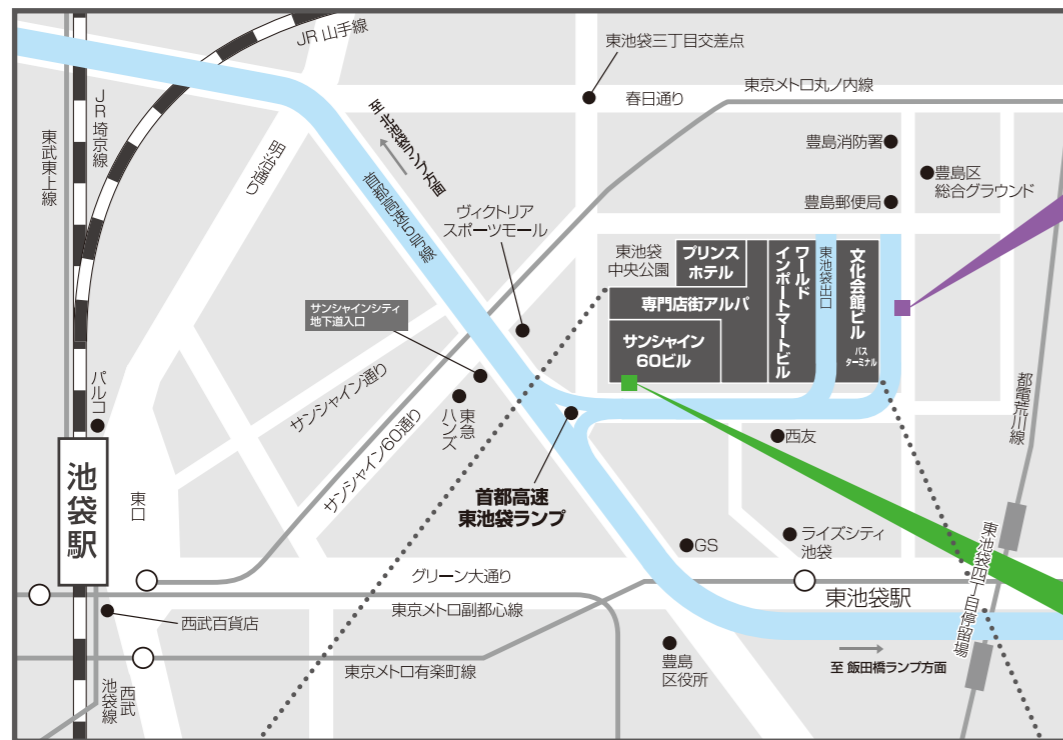 JR 山手線
JR 埼京線
東武東上線
明治通り
至 北池袋ランプ方面
首都高速5号線
東池袋三丁目交差点
春日通り
東京メトロ丸ノ内線
豊島消防署
豊島区
総合グラウンド
豊島郵便局
ヴィクトリア
スポーツモール
東池袋
中央公園
プリンス
ホテル
専門店街アルパ
サンシャイン
60ビル
ワールド
インポートマートビル
東池袋出口
文化会館ビル
バス
ターミナル
サンシャインシティ
地下道入口
サンシャイン通り
サンシャイン60通り
東急
ハンズ
パルコ
池袋駅
東口
首都高速
東池袋ランプ
西友
都電荒川線
GS
ライズシティ
池袋
グリーン大通り
東京メトロ副都心線
東池袋駅
東池袋四丁目停留場
西武百貨店
東京メトロ有楽町線
豊島
区役所
至 飯田橋ランプ方面
西武
池袋線